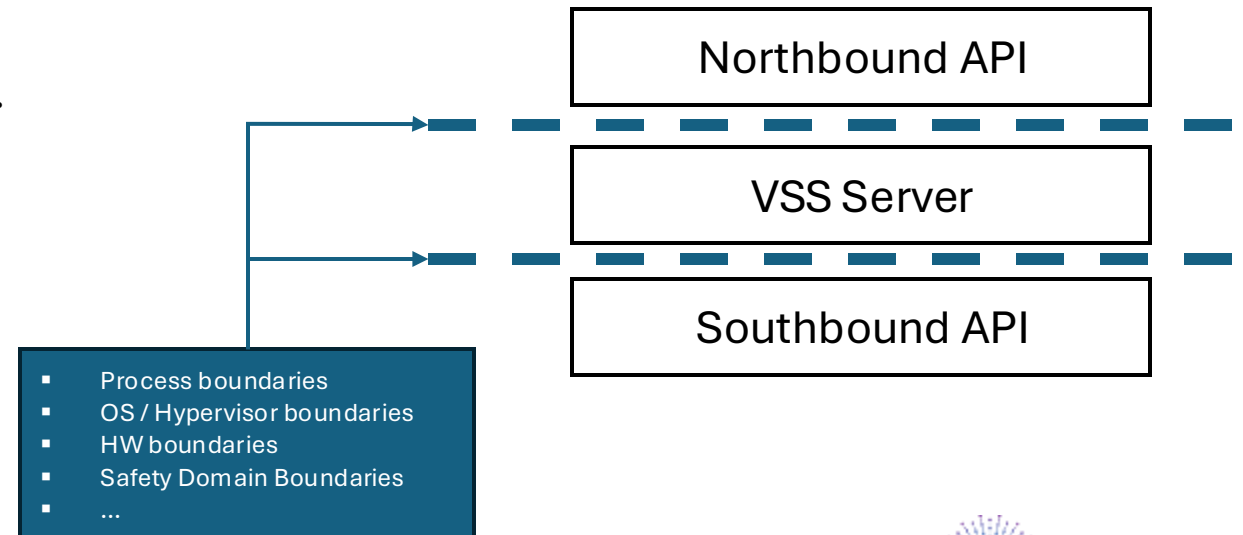 Northbound API
VSS Server
Southbound API
▪ Process boundaries
▪ OS / Hypervisor boundaries
▪ HW boundaries
▪ Safety Domain Boundaries
▪ ...